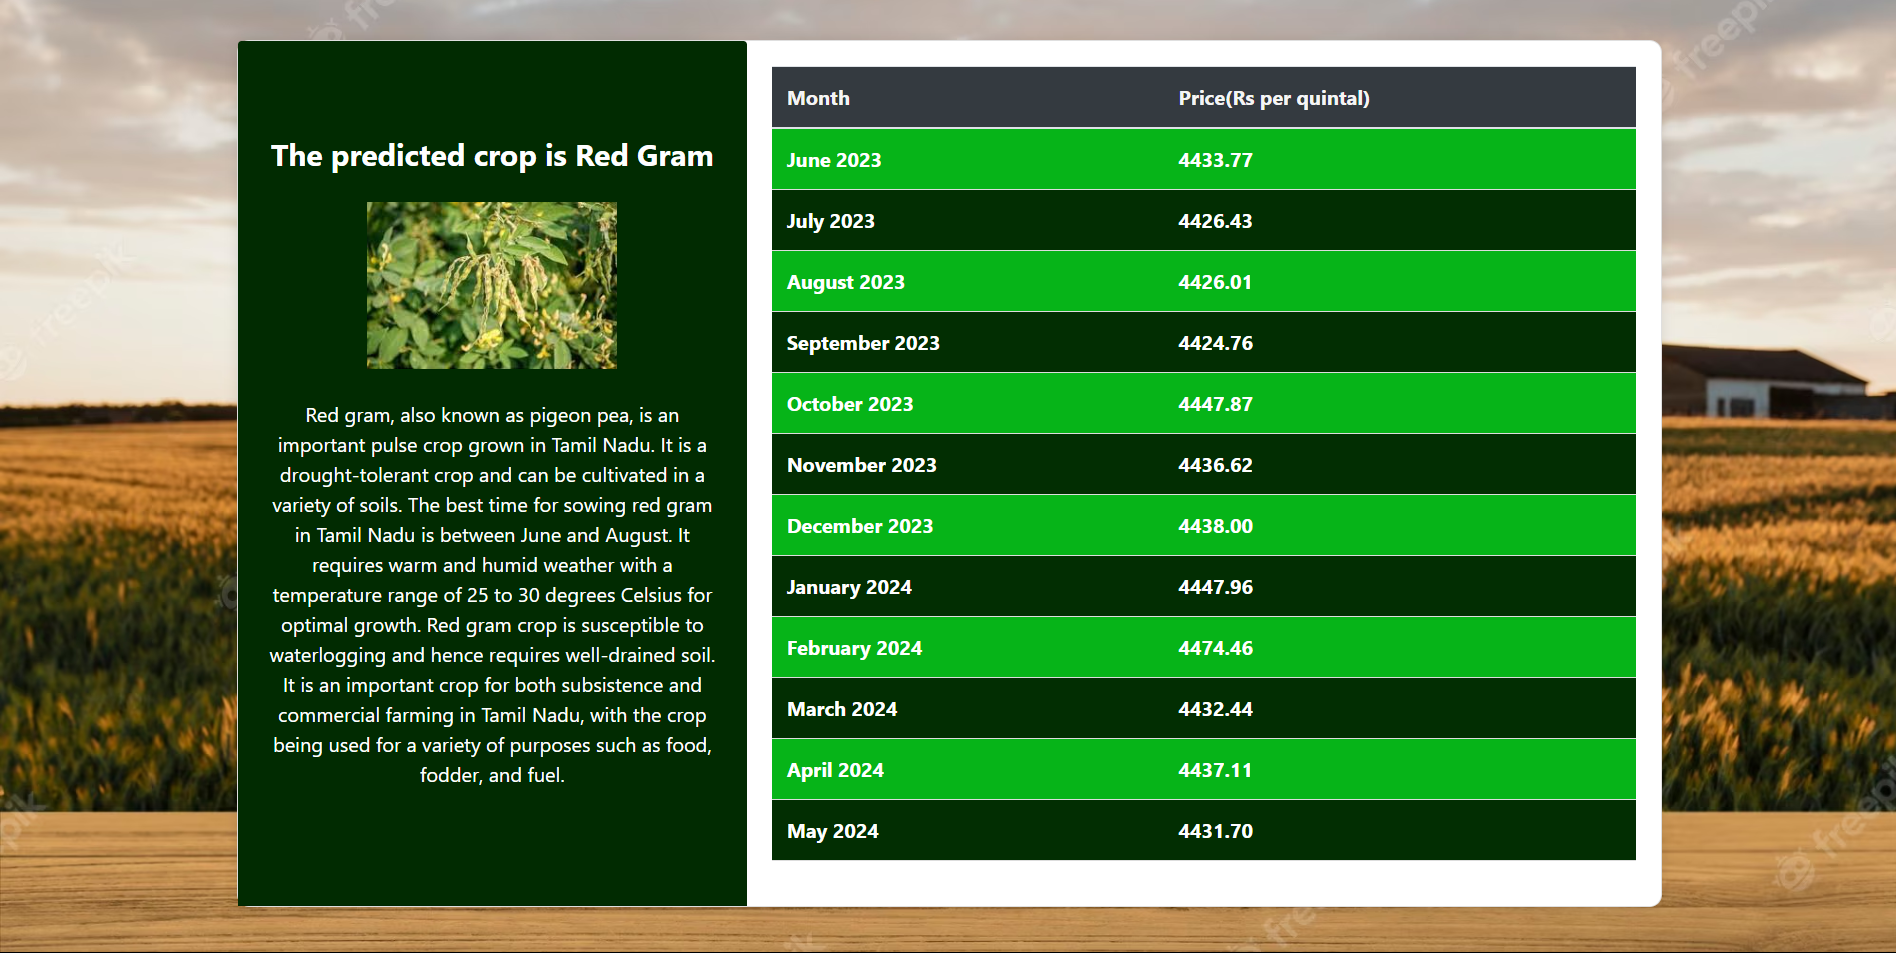 The predicted crop is Red Gram
Red gram, also known as pigeon pea, is an
important pulse crop grown in Tamil Nadu. It is a
drought-tolerant crop and can be cultivated in a
variety of soils. The best time for sowing red gram
in Tamil Nadu is between June and August. It
requires warm and humid weather with a
temperature range of 25 to 30 degrees Celsius for
optimal growth. Red gram crop is susceptible to
waterlogging and hence requires well-drained soil.
It is an important crop for both subsistence and
commercial farming in Tamil Nadu, with the crop
being used for a variety of purposes such as food,
fodder, and fuel.
Month Price(Rs per quintal)
June 2023 4433.77
July 2023 4426.43
August 2023 4426.01
September 2023 4424.76
October 2023 4447.87
November 2023 4436.62
December 2023 4438.00
January 2024 4447.96
February 2024 4474.46
March 2024 4432.44
April 2024 4437.11
May 2024 4431.70
freepik
freepik